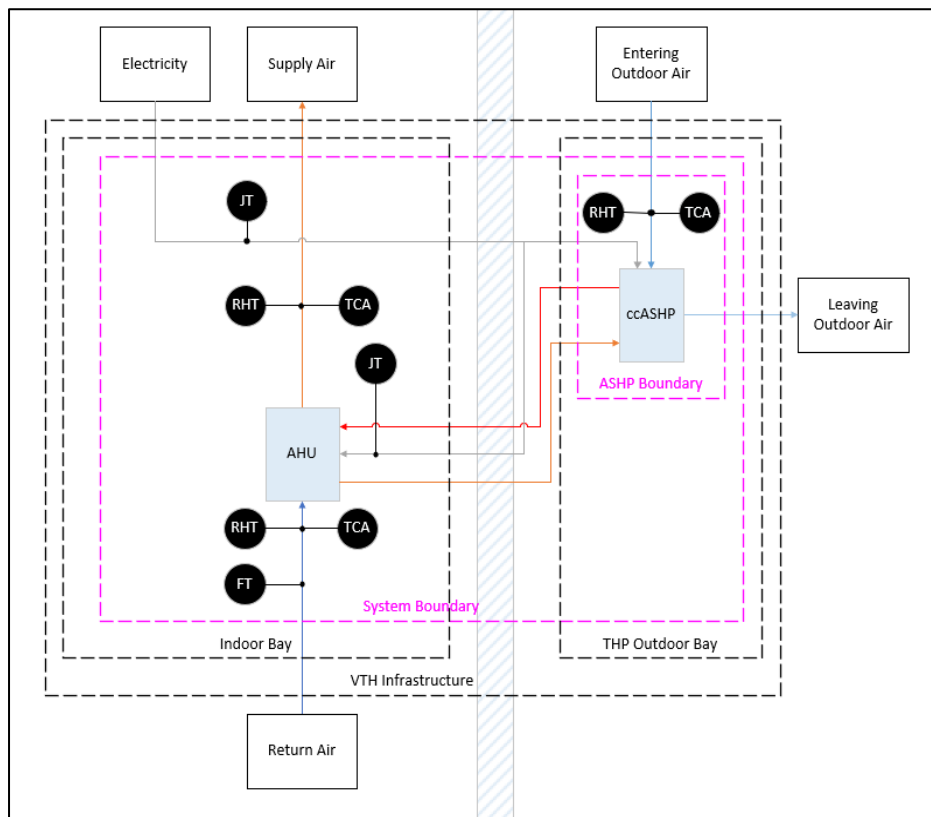 Electricity
Supply Air
Entering
Outdoor Air
JT
RHT
TCA
RHT
TCA
ccASHP
Leaving
Outdoor Air
JT
ASHP Boundary
AHU
RHT
TCA
FT
System Boundary
Indoor Bay
THP Outdoor Bay
VTH Infrastructure
Return Air